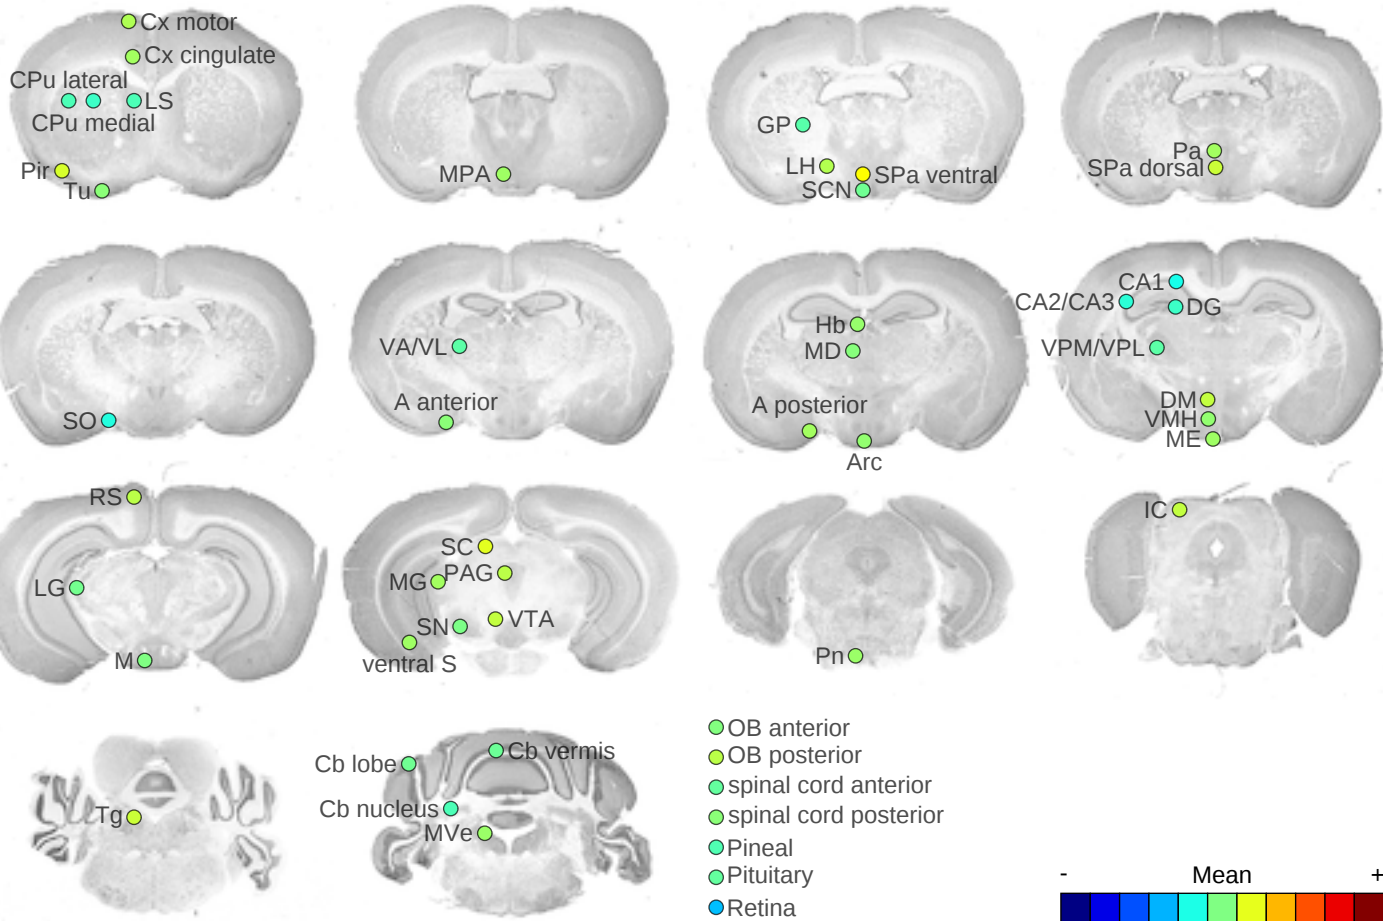 Cx motor
Cx cingulate
CPu lateral
LS
CPu medial
Pir
Tu
MPA
GP
LH
SPa ventral
SCN
Pa
SPa dorsal
SO
VA/VL
A anterior
Hb
MD
A posterior
Arc
CA1
CA2/CA3
DG
VPM/VPL
DM
VMH
ME
RS
LG
M
SC
MG
PAG
SN
VTA
ventral S
Pn
IC
Tg
Cb lobe
Cb vermis
Cb nucleus
MVe
OB anterior
OB posterior
spinal cord anterior
spinal cord posterior
Pineal
Pituitary
Retina
- Mean +